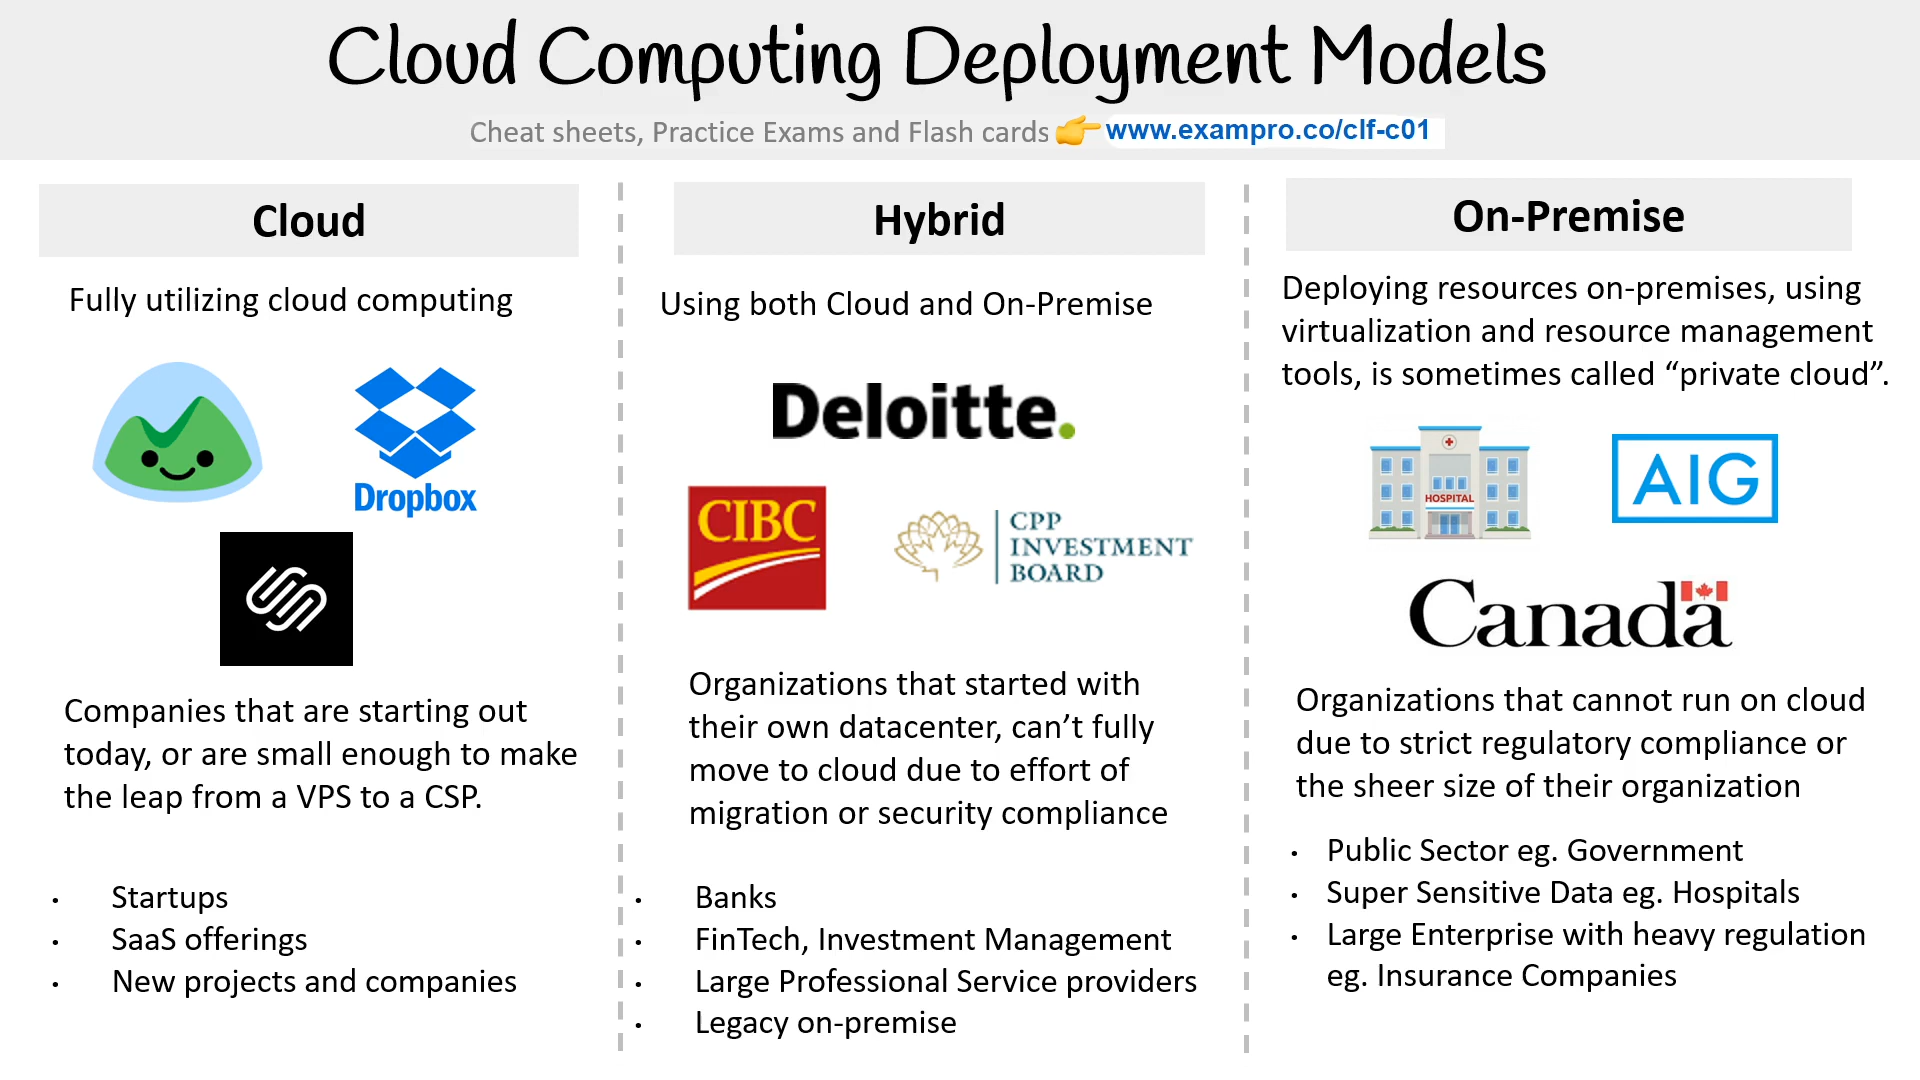 Cloud Computing Deployment Models
Cheat sheets, Practice Exams and Flash cards 👉 www.exampro.co/clf-c01
Cloud
Fully utilizing cloud computing
Dropbox
Companies that are starting out
today, or are small enough to make
the leap from a VPS to a CSP.
• Startups
• SaaS offerings
• New projects and companies
Hybrid
Using both Cloud and On-Premise
Deloitte.
CIBC
CPP
INVESTMENT
BOARD
Organizations that started with
their own datacenter, can’t fully
move to cloud due to effort of
migration or security compliance
• Banks
• FinTech, Investment Management
• Large Professional Service providers
• Legacy on-premise
On-Premise
Deploying resources on-premises, using
virtualization and resource management
tools, is sometimes called “private cloud”.
HOSPITAL
AIG
Canada
Organizations that cannot run on cloud
due to strict regulatory compliance or
the sheer size of their organization
• Public Sector eg. Government
• Super Sensitive Data eg. Hospitals
• Large Enterprise with heavy regulation
eg. Insurance Companies